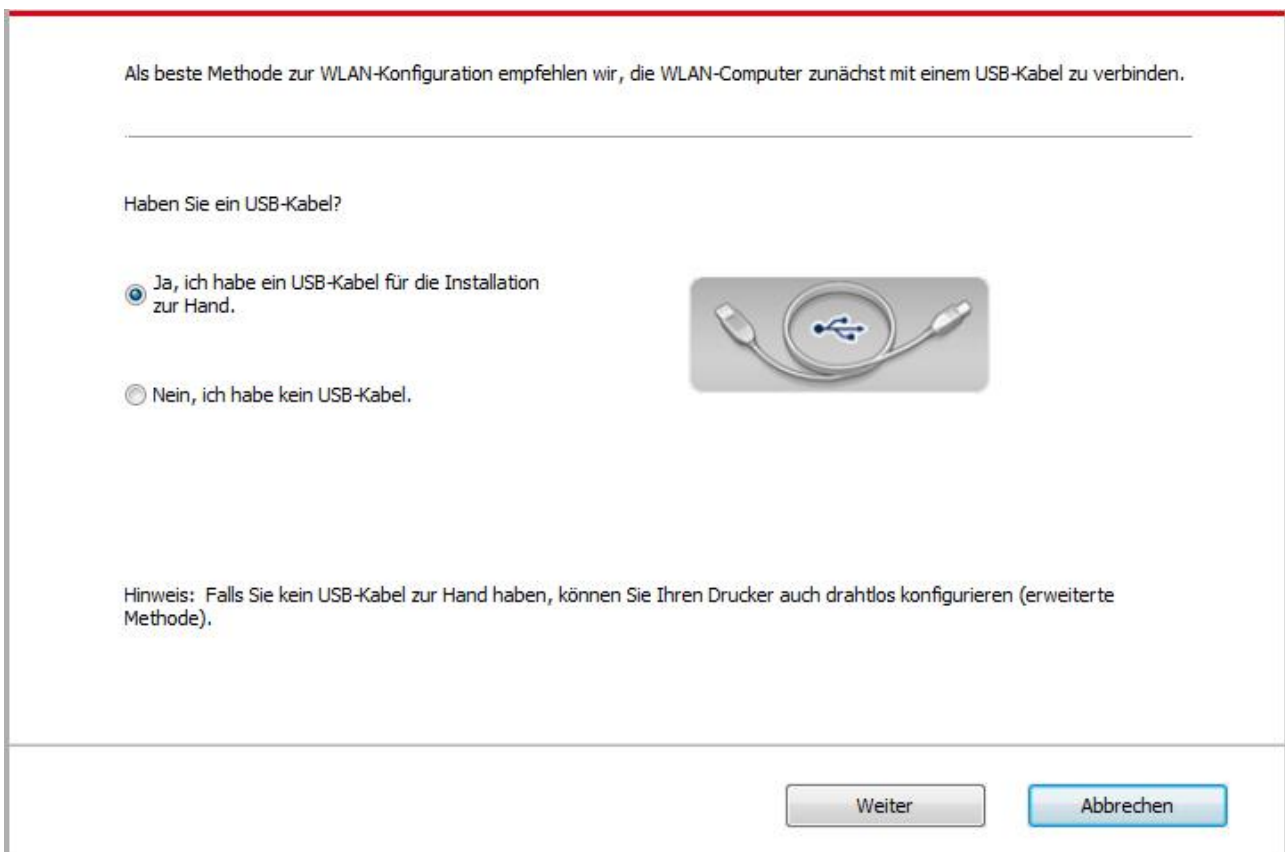 Als beste Methode zur WLAN-Konfiguration empfehlen wir, die WLAN-Computer zunächst mit einem USB-Kabel zu verbinden.
Haben Sie ein USB-Kabel?
Ja, ich habe ein USB-Kabel für die Installation
zur Hand.
Nein, ich habe kein USB-Kabel.
Hinweis: Falls Sie kein USB-Kabel zur Hand haben, können Sie Ihren Drucker auch drahtlos konfigurieren (erweiterte
Methode).
Weiter
Abbrechen